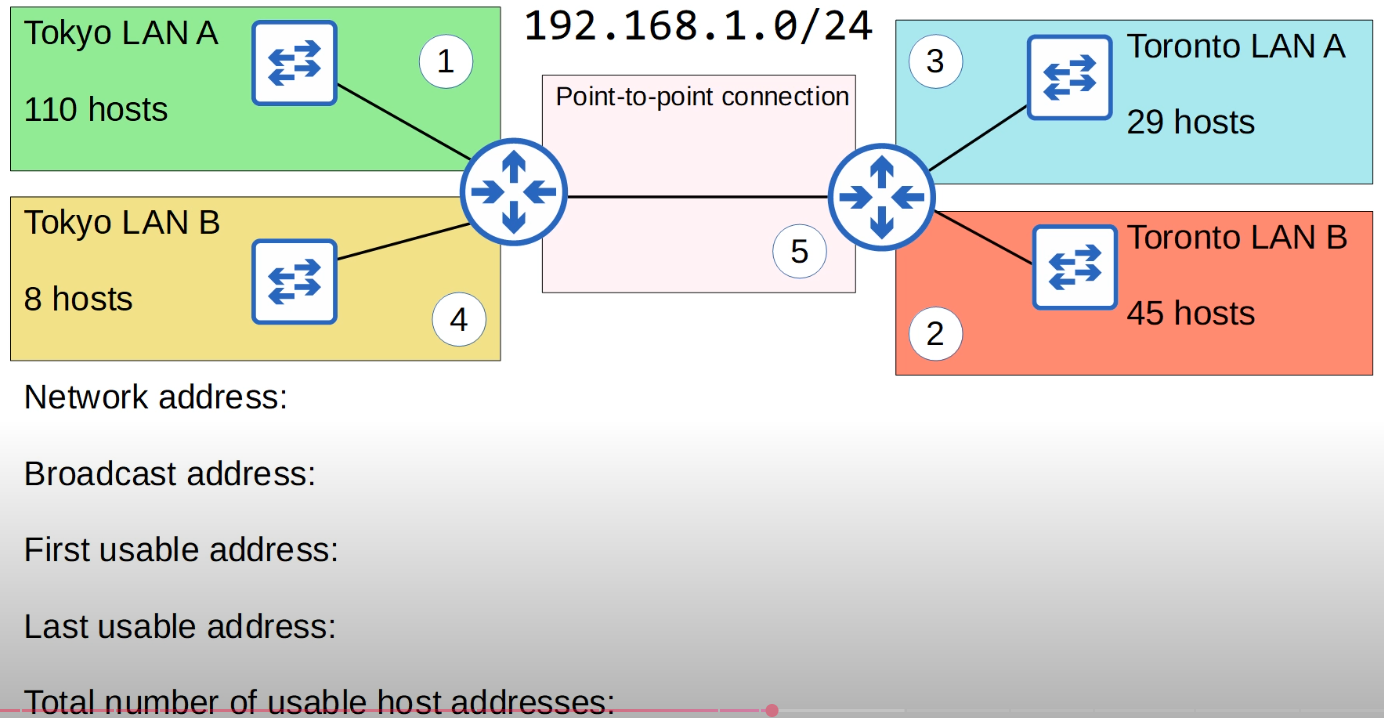 Tokyo LAN A
110 hosts
1
192.168.1.0/24
Point-to-point connection
3
Toronto LAN A
29 hosts
Tokyo LAN B
8 hosts
4
5
Toronto LAN B
45 hosts
2
Network address:
Broadcast address:
First usable address:
Last usable address:
Total number of usable host addresses: